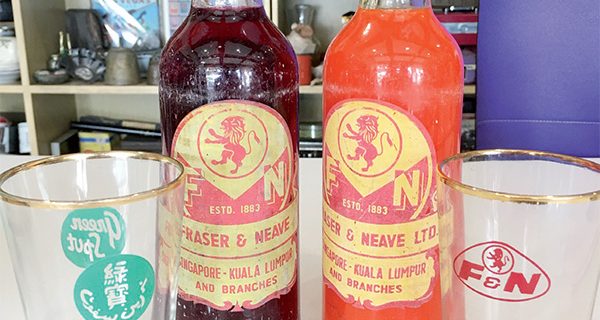 Green
Spot
綠寶
F N
ESTD. 1883
FRASER & NEAVE
SINGAPORE - KUALA LUMPUR
AND BRANCHES
F N
ESTD. 1883
FRASER & NEAVE LTD.
SINGAPORE - KUALA LUMPUR
AND BRANCHES
F&N